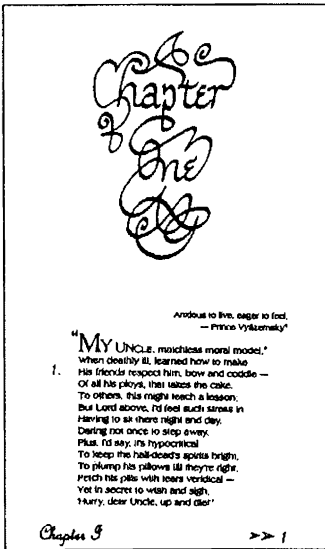 Chapter
One
Anxious to live, eager to feel,
— Prince Vyazemsky*
"MY UNCLE, matchless moral model,*
When deathly ill, learned how to make
1. His friends respect him, bow and coddle —
Of all his ploys, that takes the cake.
To others, this might teach a lesson;
But Lord above, I'd feel such stress in
Having to sit there night and day,
Daring not once to step away.
Plus, I'd say, it's hypocritical
To keep the half-dead's spirits bright,
To plump his pillows till they're right,
Fetch his pills with tears veridical —
Yet in secret to wish and sigh,
'Hurry, dear Uncle, up and die!'
Chapter I >> 1